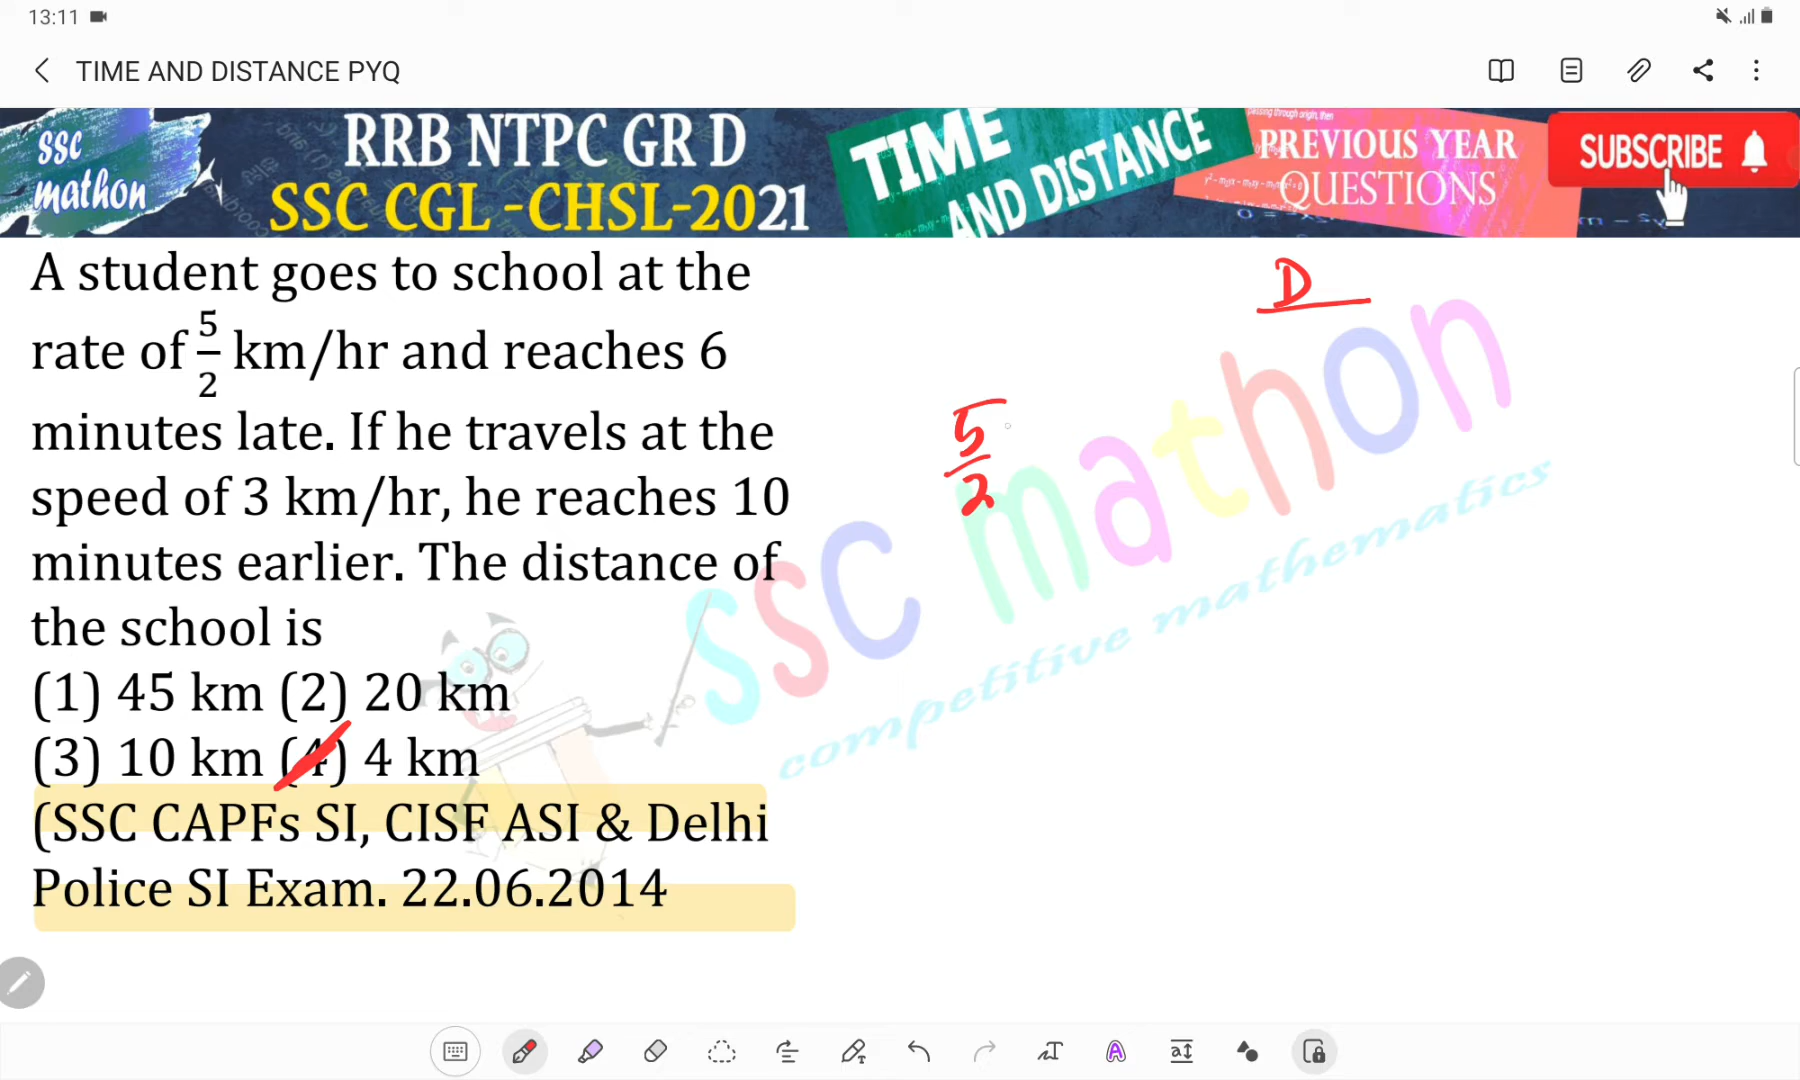 13:11
TIME AND DISTANCE PYQ
ssc
mathon
RRB NTPC GR D
SSC CGL -CHSL-2021
TIME
AND DISTANCE
PREVIOUS YEAR
QUESTIONS
SUBSCRIBE
A student goes to school at the
rate of 5/2 km/hr and reaches 6
minutes late. If he travels at the
speed of 3 km/hr, he reaches 10
minutes earlier. The distance of
the school is
(1) 45 km (2) 20 km
(3) 10 km (4) 4 km
(SSC CAPFs SI, CISF ASI & Delhi
Police SI Exam. 22.06.2014
D
5
2
ssc mathon
competitive mathematics